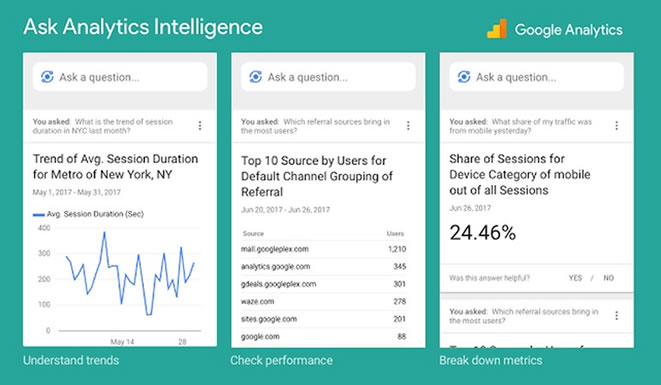 Ask Analytics Intelligence
Google Analytics
Ask a question...
You asked: What is the trend of session
duration in NYC last month?
Trend of Avg. Session Duration
for Metro of New York, NY
May 1, 2017 - May 31, 2017
Avg. Session Duration (Sec)
400
300
200
100
0
May 14
28
Understand trends
Ask a question...
You asked: Which referral sources bring in
the most users?
Top 10 Source by Users for
Default Channel Grouping of
Referral
Jun 20, 2017 - Jun 26, 2017
Source Users
mall.googleplex.com 1,210
analytics.google.com 345
gdeals.googleplex.com 301
waze.com 278
sites.google.com 201
google.com 88
Check performance
Ask a question...
You asked: What share of my traffic was
from mobile yesterday?
Share of Sessions for
Device Category of mobile
out of all Sessions
Jun 26, 2017
24.46%
Was this answer helpful? YES / NO
You asked: Which referral sources bring in
the most users?
Break down metrics